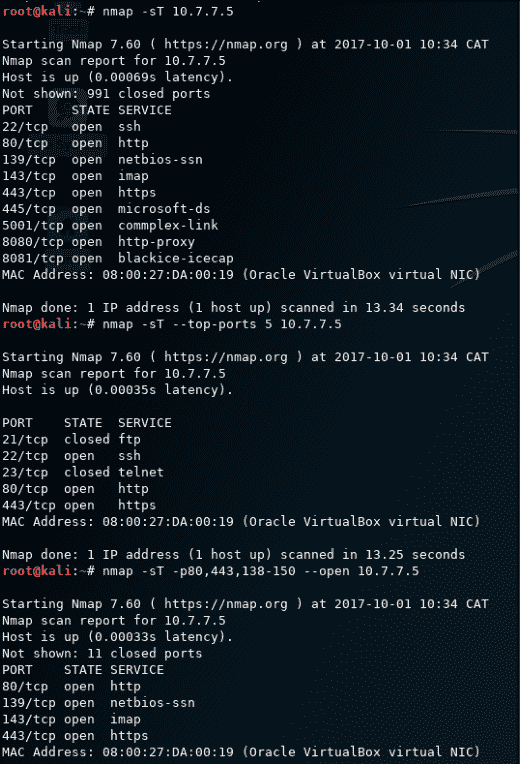 root@kali:~# nmap -sT 10.7.7.5
Starting Nmap 7.60 ( https://nmap.org ) at 2017-10-01 10:34 CAT
Nmap scan report for 10.7.7.5
Host is up (0.00069s latency).
Not shown: 991 closed ports
PORT     STATE SERVICE
22/tcp   open  ssh
80/tcp   open  http
139/tcp  open  netbios-ssn
143/tcp  open  imap
443/tcp  open  https
445/tcp  open  microsoft-ds
5001/tcp open  commplex-link
8080/tcp open  http-proxy
8081/tcp open  blackice-icecap
MAC Address: 08:00:27:DA:00:19 (Oracle VirtualBox virtual NIC)
Nmap done: 1 IP address (1 host up) scanned in 13.34 seconds
root@kali:~# nmap -sT --top-ports 5 10.7.7.5
Starting Nmap 7.60 ( https://nmap.org ) at 2017-10-01 10:34 CAT
Nmap scan report for 10.7.7.5
Host is up (0.00035s latency).
PORT    STATE  SERVICE
21/tcp  closed ftp
22/tcp  open   ssh
23/tcp  closed telnet
80/tcp  open   http
443/tcp open   https
MAC Address: 08:00:27:DA:00:19 (Oracle VirtualBox virtual NIC)
Nmap done: 1 IP address (1 host up) scanned in 13.25 seconds
root@kali:~# nmap -sT -p80,443,138-150 --open 10.7.7.5
Starting Nmap 7.60 ( https://nmap.org ) at 2017-10-01 10:34 CAT
Nmap scan report for 10.7.7.5
Host is up (0.00033s latency).
Not shown: 11 closed ports
PORT    STATE SERVICE
80/tcp  open  http
139/tcp open  netbios-ssn
143/tcp open  imap
443/tcp open  https
MAC Address: 08:00:27:DA:00:19 (Oracle VirtualBox virtual NIC)